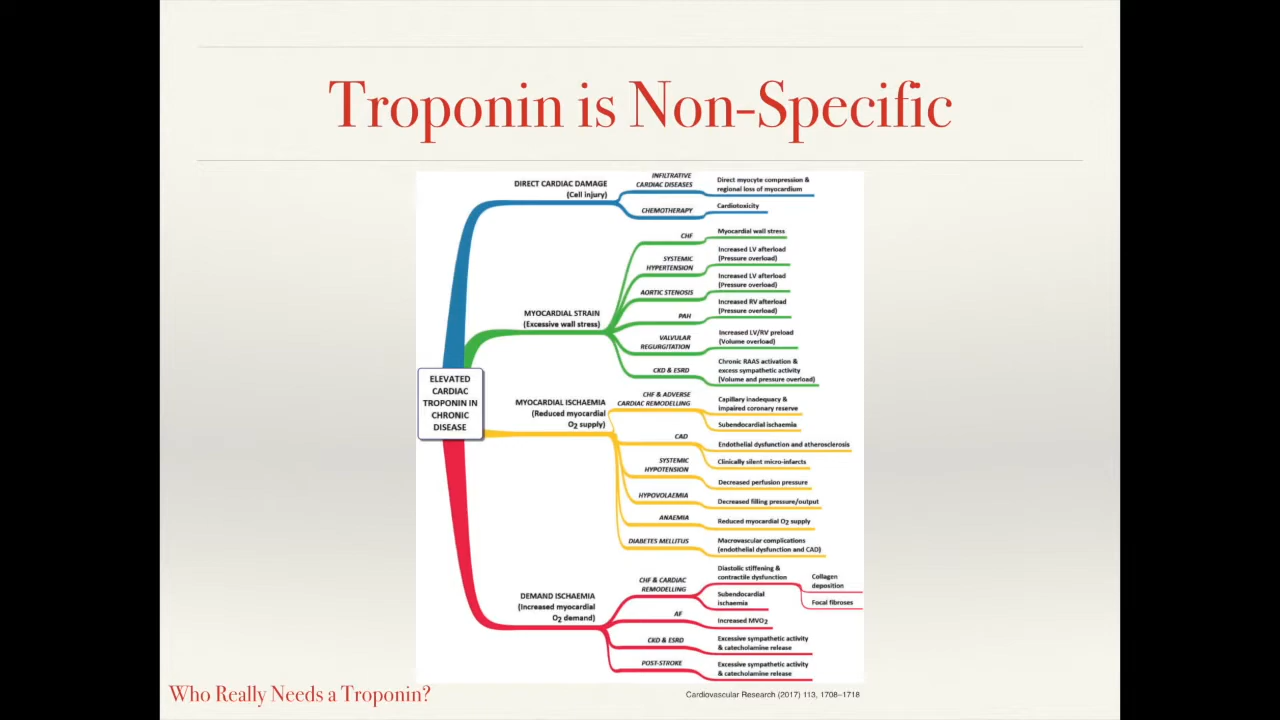 Troponin is Non-Specific
ELEVATED
CARDIAC
TROPONIN IN
CHRONIC
DISEASE
DIRECT CARDIAC DAMAGE
(Cell injury)
INFILTRATIVE
CARDIAC DISEASES
Direct myocyte compression &
regional loss of myocardium
CHEMOTHERAPY
Cardiotoxicity
MYOCARDIAL STRAIN
(Excessive wall stress)
CHF
Myocardial wall stress
SYSTEMIC
HYPERTENSION
Increased LV afterload
(Pressure overload)
AORTIC STENOSIS
Increased LV afterload
(Pressure overload)
PAH
Increased RV afterload
(Pressure overload)
VALVULAR
REGURGITATION
Increased LV/RV preload
(Volume overload)
CKD & ESRD
Chronic RAAS activation &
excess sympathetic activity
(Volume and pressure overload)
MYOCARDIAL ISCHAEMIA
(Reduced myocardial
O2 supply)
CHF & ADVERSE
CARDIAC REMODELLING
Capillary inadequacy &
impaired coronary reserve
Subendocardial ischaemia
CAD
Endothelial dysfunction and atherosclerosis
Clinically silent micro-infarcts
SYSTEMIC
HYPOTENSION
Decreased perfusion pressure
HYPOVOLAEMIA
Decreased filling pressure/output
ANAEMIA
Reduced myocardial O2 supply
DIABETES MELLITUS
Macrovascular complications
(endothelial dysfunction and CAD)
DEMAND ISCHAEMIA
(Increased myocardial
O2 demand)
CHF & CARDIAC
REMODELLING
Diastolic stiffening &
contractile dysfunction
Collagen
deposition
Focal fibroses
Subendocardial
ischaemia
AF
Increased MVO2
CKD & ESRD
Excessive sympathetic activity
& catecholamine release
POST-STROKE
Excessive sympathetic activity
& catecholamine release
Who Really Needs a Troponin?
Cardiovascular Research (2017) 113, 1708–1718